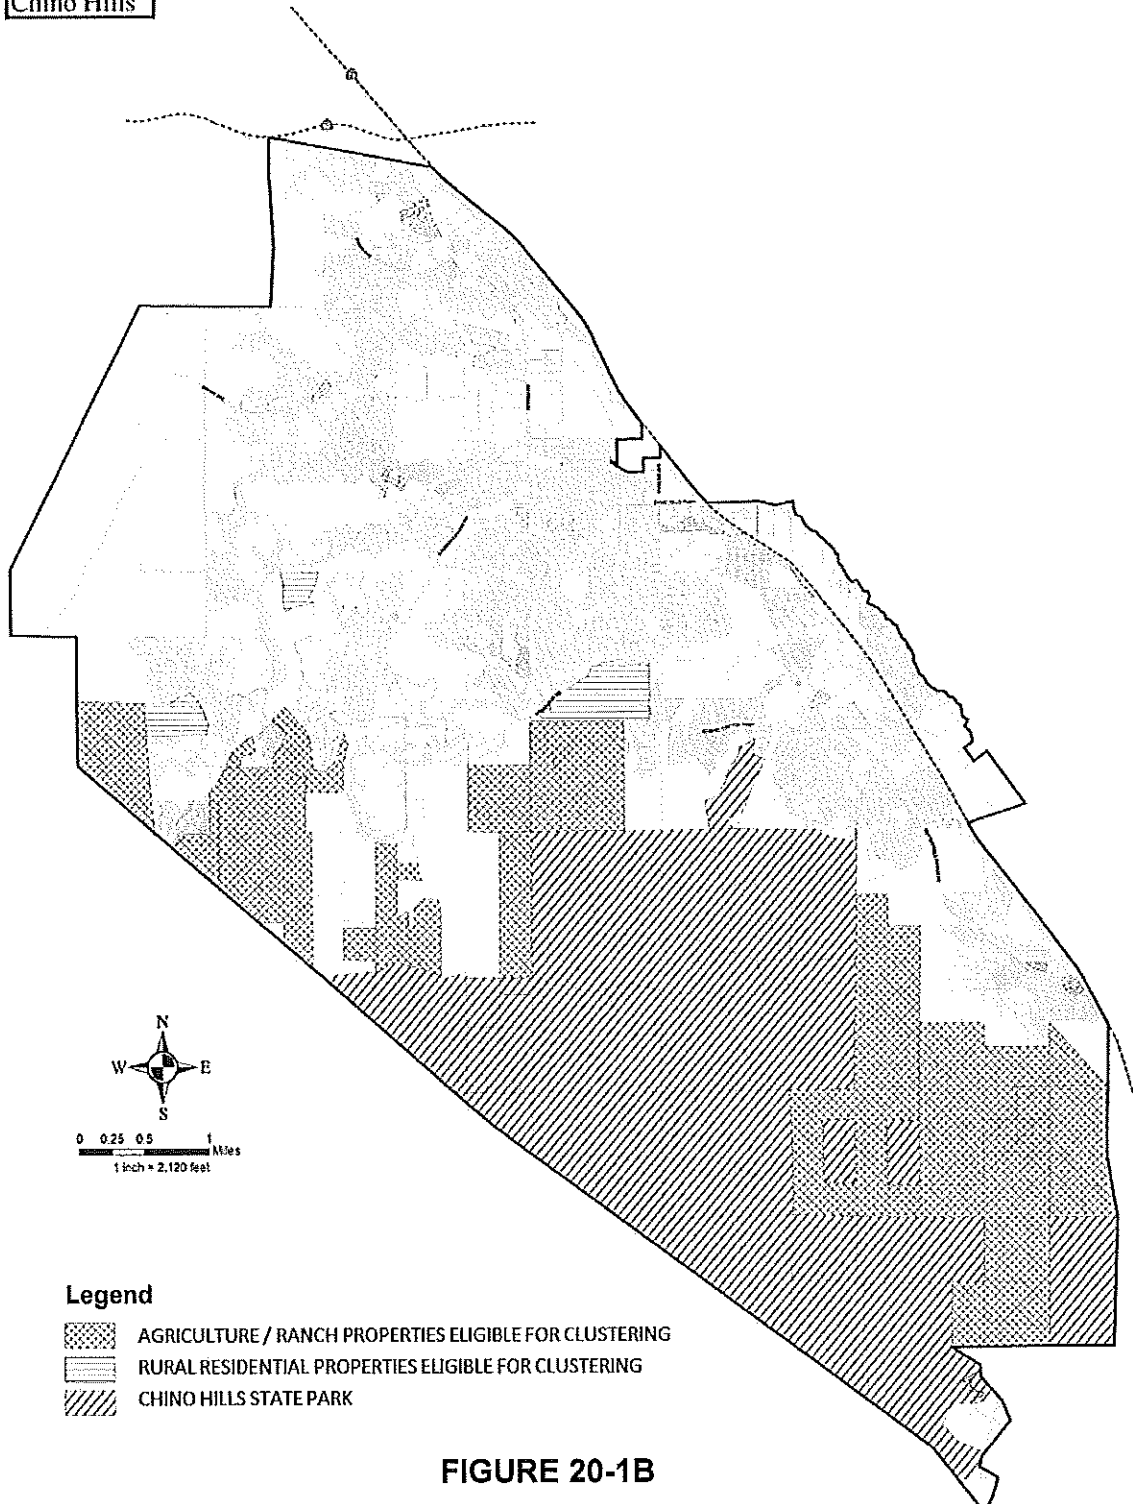 Chino Hills
N
W E
S
0 0.25 0.5 1
Miles
1 inch = 2,120 feet
Legend
AGRICULTURE / RANCH PROPERTIES ELIGIBLE FOR CLUSTERING
RURAL RESIDENTIAL PROPERTIES ELIGIBLE FOR CLUSTERING
CHINO HILLS STATE PARK
FIGURE 20-1B